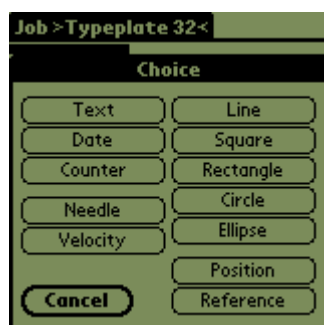 Job >Typeplate 32<
Choice
Text
Line
Date
Square
Counter
Rectangle
Needle
Circle
Velocity
Ellipse
Position
Cancel
Reference